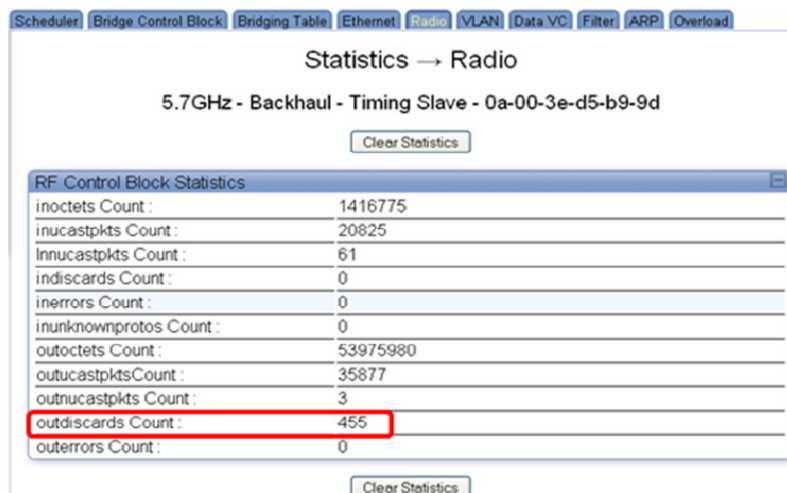 Scheduler Bridge Control Block Bridging Table Ethernet Radio VLAN Data VC Filter ARP Overload
Statistics → Radio
5.7GHz - Backhaul - Timing Slave - 0a-00-3e-d5-b9-9d
Clear Statistics
RF Control Block Statistics
inoctets Count : 1416775
inucastpkts Count : 20825
Innucastpkts Count : 61
indiscards Count : 0
inerrors Count : 0
inunknownprotos Count : 0
outoctets Count : 53975980
outucastpktsCount : 35877
outnucastpkts Count : 3
outdiscards Count : 455
outerrors Count : 0
Clear Statistics